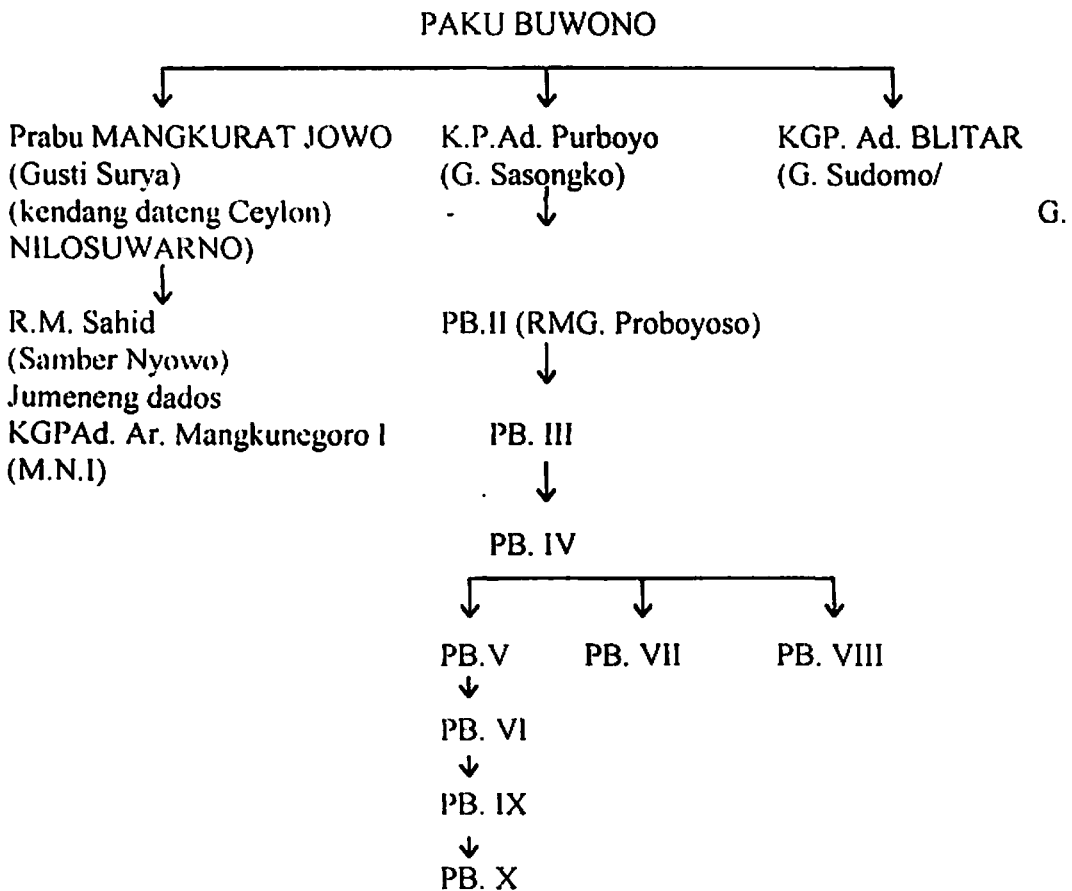 PAKU BUWONO
Prabu MANGKURAT JOWO K.P.Ad. Purboyo KGP. Ad. BLITAR
(Gusti Surya) (G. Sasongko) (G. Sudomo/
(kendang dateng Ceylon) G.
NILOSUWARNO)
R.M. Sahid PB.II (RMG. Proboyoso)
(Samber Nyowo)
Jumeneng dados
KGPAd. Ar. Mangkunegoro I PB. III
(M.N.I)
PB. IV
PB.V PB. VII PB. VIII
PB. VI
PB. IX
PB. X